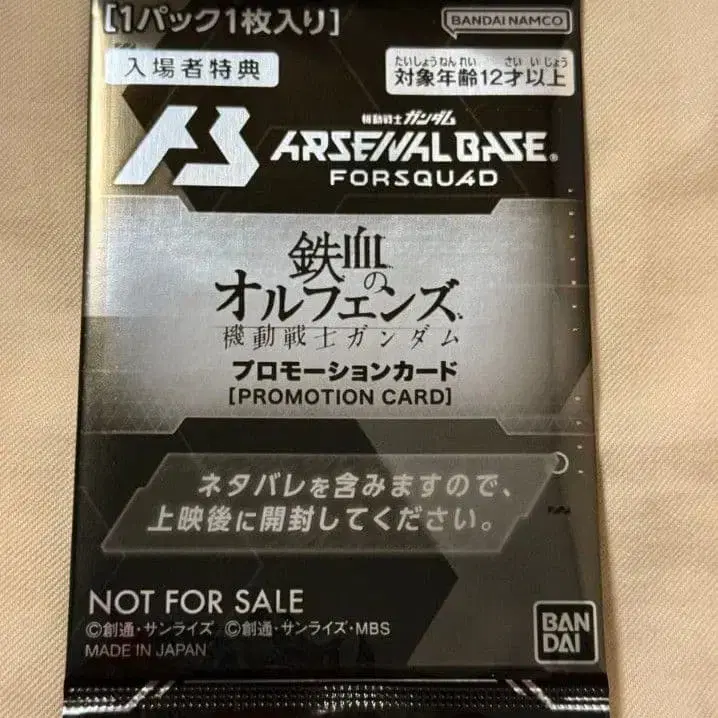 [1パック1枚入り]
BANDAI NAMCO
入場者特典
たいしょうねんれい さい いじょう
対象年齢12才以上
機動戦士ガンダム
ARSENAL BASE®
FORSQUAD
鉄血の
オルフェンズ
機動戦士ガンダム
プロモーションカード
[PROMOTION CARD]
ネタバレを含みますので、
上映後に開封してください。
NOT FOR SALE
©創通・サンライズ ©創通・サンライズ・MBS
MADE IN JAPAN
BAN
DAI